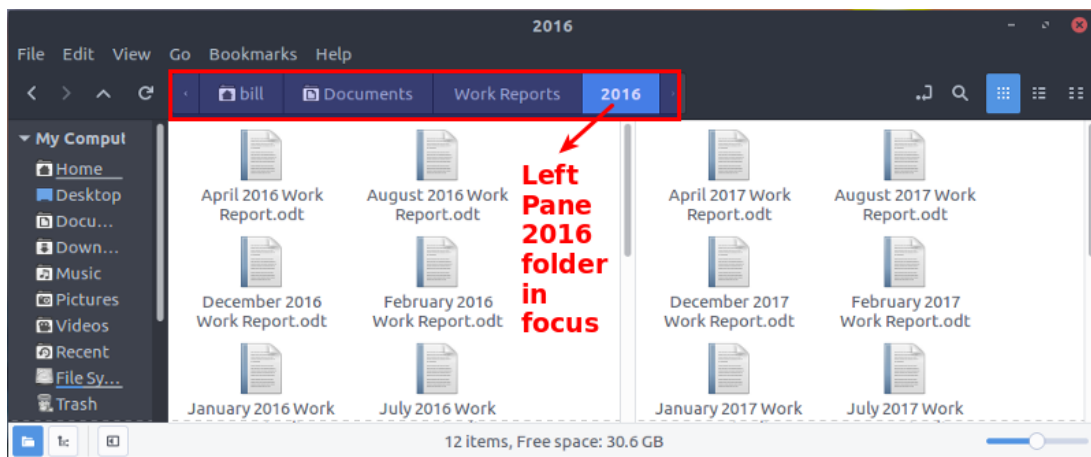 2016
File Edit View Go Bookmarks Help
bill Documents Work Reports 2016
My Comput
Home
Desktop
Docu...
Down...
Music
Pictures
Videos
Recent
File Sy...
Trash
April 2016 Work
Report.odt
August 2016 Work
Report.odt
December 2016
Work Report.odt
February 2016
Work Report.odt
January 2016 Work
July 2016 Work
Left
Pane
2016
folder
in
focus
April 2017 Work
Report.odt
August 2017 Work
Report.odt
December 2017
Work Report.odt
February 2017
Work Report.odt
January 2017 Work
July 2017 Work
12 items, Free space: 30.6 GB